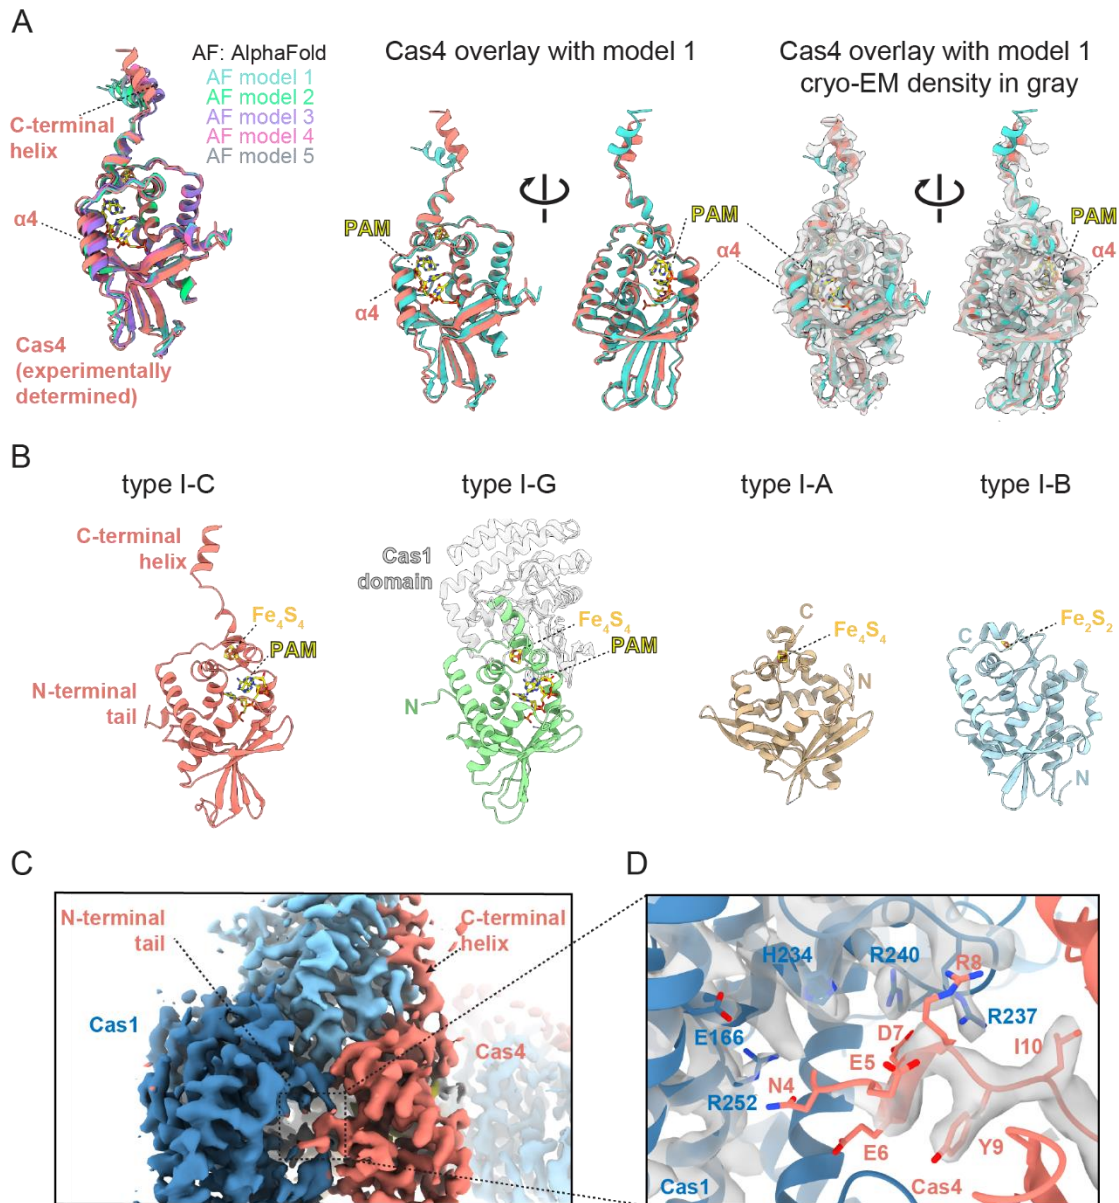 A
AF: AlphaFold
AF model 1
AF model 2
AF model 3
AF model 4
AF model 5
C-terminal
helix
α4
Cas4
(experimentally
determined)
Cas4 overlay with model 1
PAM
α4
α4
Cas4 overlay with model 1
cryo-EM density in gray
PAM
α4
B
type I-C
C-terminal
helix
Fe₄S₄
PAM
N-terminal
tail
type I-G
Cas1
domain
Fe₄S₄
PAM
N
type I-A
C
Fe₄S₄
N
type I-B
C
Fe₂S₂
N
C
N-terminal
tail
C-terminal
helix
Cas1
Cas4
D
H234
R240
R8
R237
E166
D7
I10
E5
N4
R252
E6
Y9
Cas1
Cas4